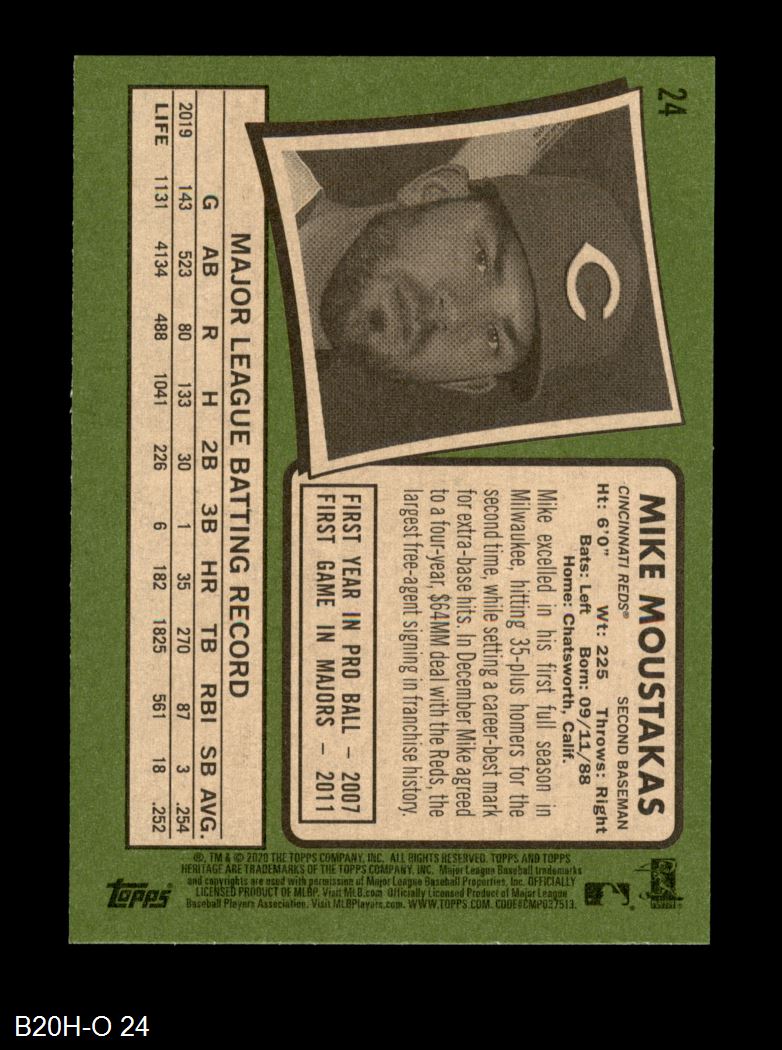 24
MIKE MOUSTAKAS
CINCINNATI REDS® SECOND BASEMAN
Ht: 6'0" Wt: 225 Throws: Right
Bats: Left Born: 09/11/88
Home: Chatsworth, Calif.
Mike excelled in his first full season in
Milwaukee, hitting 35-plus homers for the
second time, while setting a career-best mark
for extra-base hits. In December Mike agreed
to a four-year, $64MM deal with the Reds, the
largest free-agent signing in franchise history.
FIRST YEAR IN PRO BALL – 2007
FIRST GAME IN MAJORS – 2011
C
MAJOR LEAGUE BATTING RECORD
G AB R H 2B 3B HR TB RBI SB AVG.
2019 143 523 80 133 30 1 35 270 87 3 .254
LIFE 1131 4134 488 1041 226 6 182 1825 561 18 .252
®, TM & © 2020 THE TOPPS COMPANY, INC. ALL RIGHTS RESERVED. TOPPS AND TOPPS
HERITAGE ARE TRADEMARKS OF THE TOPPS COMPANY, INC. Major League Baseball trademarks
and copyrights are used with permission of Major League Baseball Properties, Inc. OFFICIALLY
LICENSED PRODUCT OF MLBP. Visit MLB.com Officially Licensed Product of Major League
Baseball Players Association. Visit MLBPlayers.com. WWW.TOPPS.COM. CODE#CMP027513.
topps
B20H-O 24